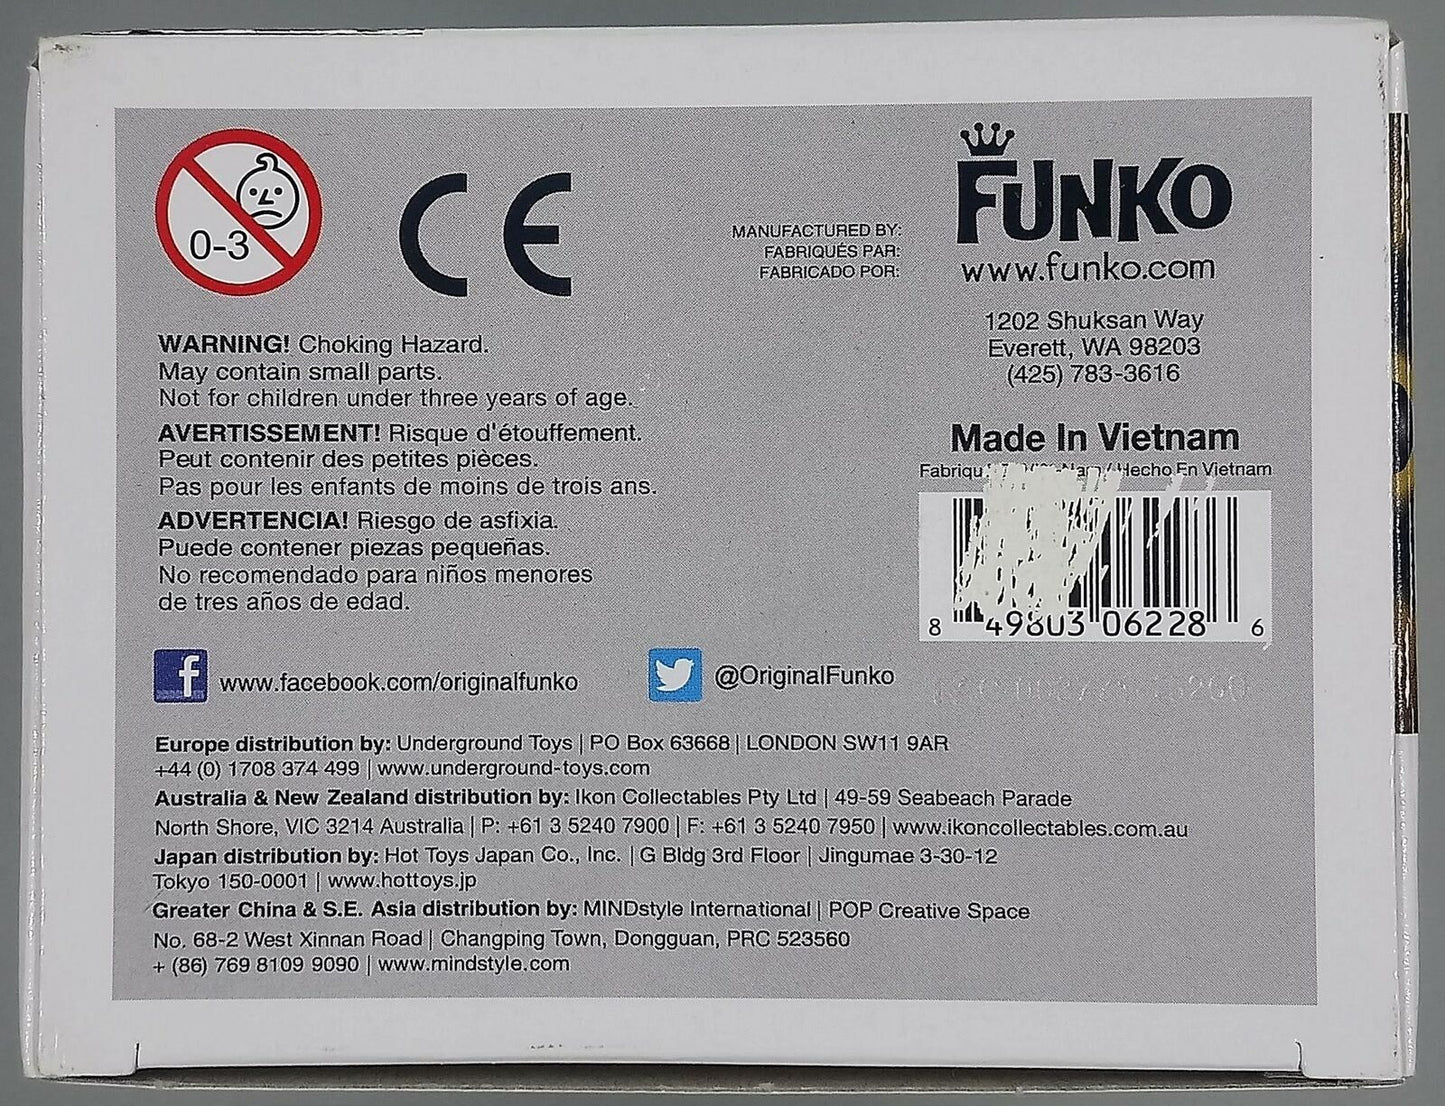 0-3
CE
MANUFACTURED BY:
FABRIQUÉS PAR:
FABRICADO POR:
FUNKO
www.funko.com
1202 Shuksan Way
Everett, WA 98203
(425) 783-3616
Made In Vietnam
Hecho En Vietnam
8 49803 06228 6
WARNING! Choking Hazard.
May contain small parts.
Not for children under three years of age.
AVERTISSEMENT! Risque d'étouffement.
Peut contenir des petites pièces.
Pas pour les enfants de moins de trois ans.
ADVERTENCIA! Riesgo de asfixia.
Puede contener piezas pequeñas.
No recomendado para niños menores
de tres años de edad.
f www.facebook.com/originalfunko
@OriginalFunko
Europe distribution by: Underground Toys | PO Box 63668 | LONDON SW11 9AR
+44 (0) 1708 374 499 | www.underground-toys.com
Australia & New Zealand distribution by: Ikon Collectables Pty Ltd | 49-59 Seabeach Parade
North Shore, VIC 3214 Australia | P: +61 3 5240 7900 | F: +61 3 5240 7950 | www.ikoncollectables.com.au
Japan distribution by: Hot Toys Japan Co., Inc. | G Bldg 3rd Floor | Jingumae 3-30-12
Tokyo 150-0001 | www.hottoys.jp
Greater China & S.E. Asia distribution by: MINDstyle International | POP Creative Space
No. 68-2 West Xinnan Road | Changping Town, Dongguan, PRC 523560
+ (86) 769 8109 9090 | www.mindstyle.com